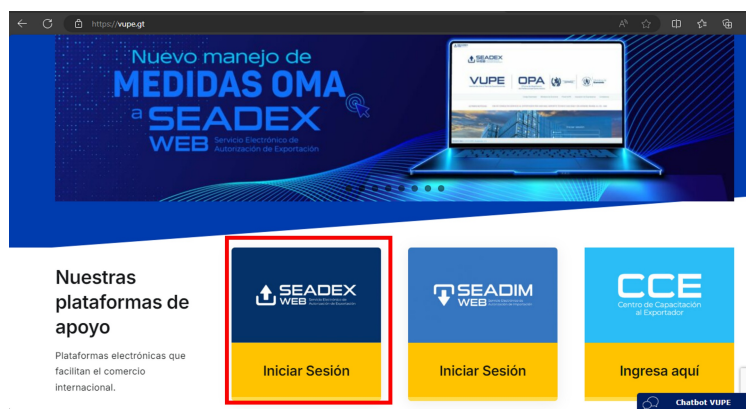 https://vupe.gt
Nuevo manejo de
MEDIDAS OMA
a SEADEX
WEB Servicio Electrónico de
Autorización de Exportación
SEADEX
WEB
VUPE OPA
Nuestras
plataformas de
apoyo
Plataformas electrónicas que
facilitan el comercio
internacional.
SEADEX
WEB Servicio Electrónico de
Autorización de Exportación
Iniciar Sesión
SEADIM
WEB
Iniciar Sesión
CCE
Centro de Capacitación
al Exportador
Ingresa aquí
Chatbot VUPE